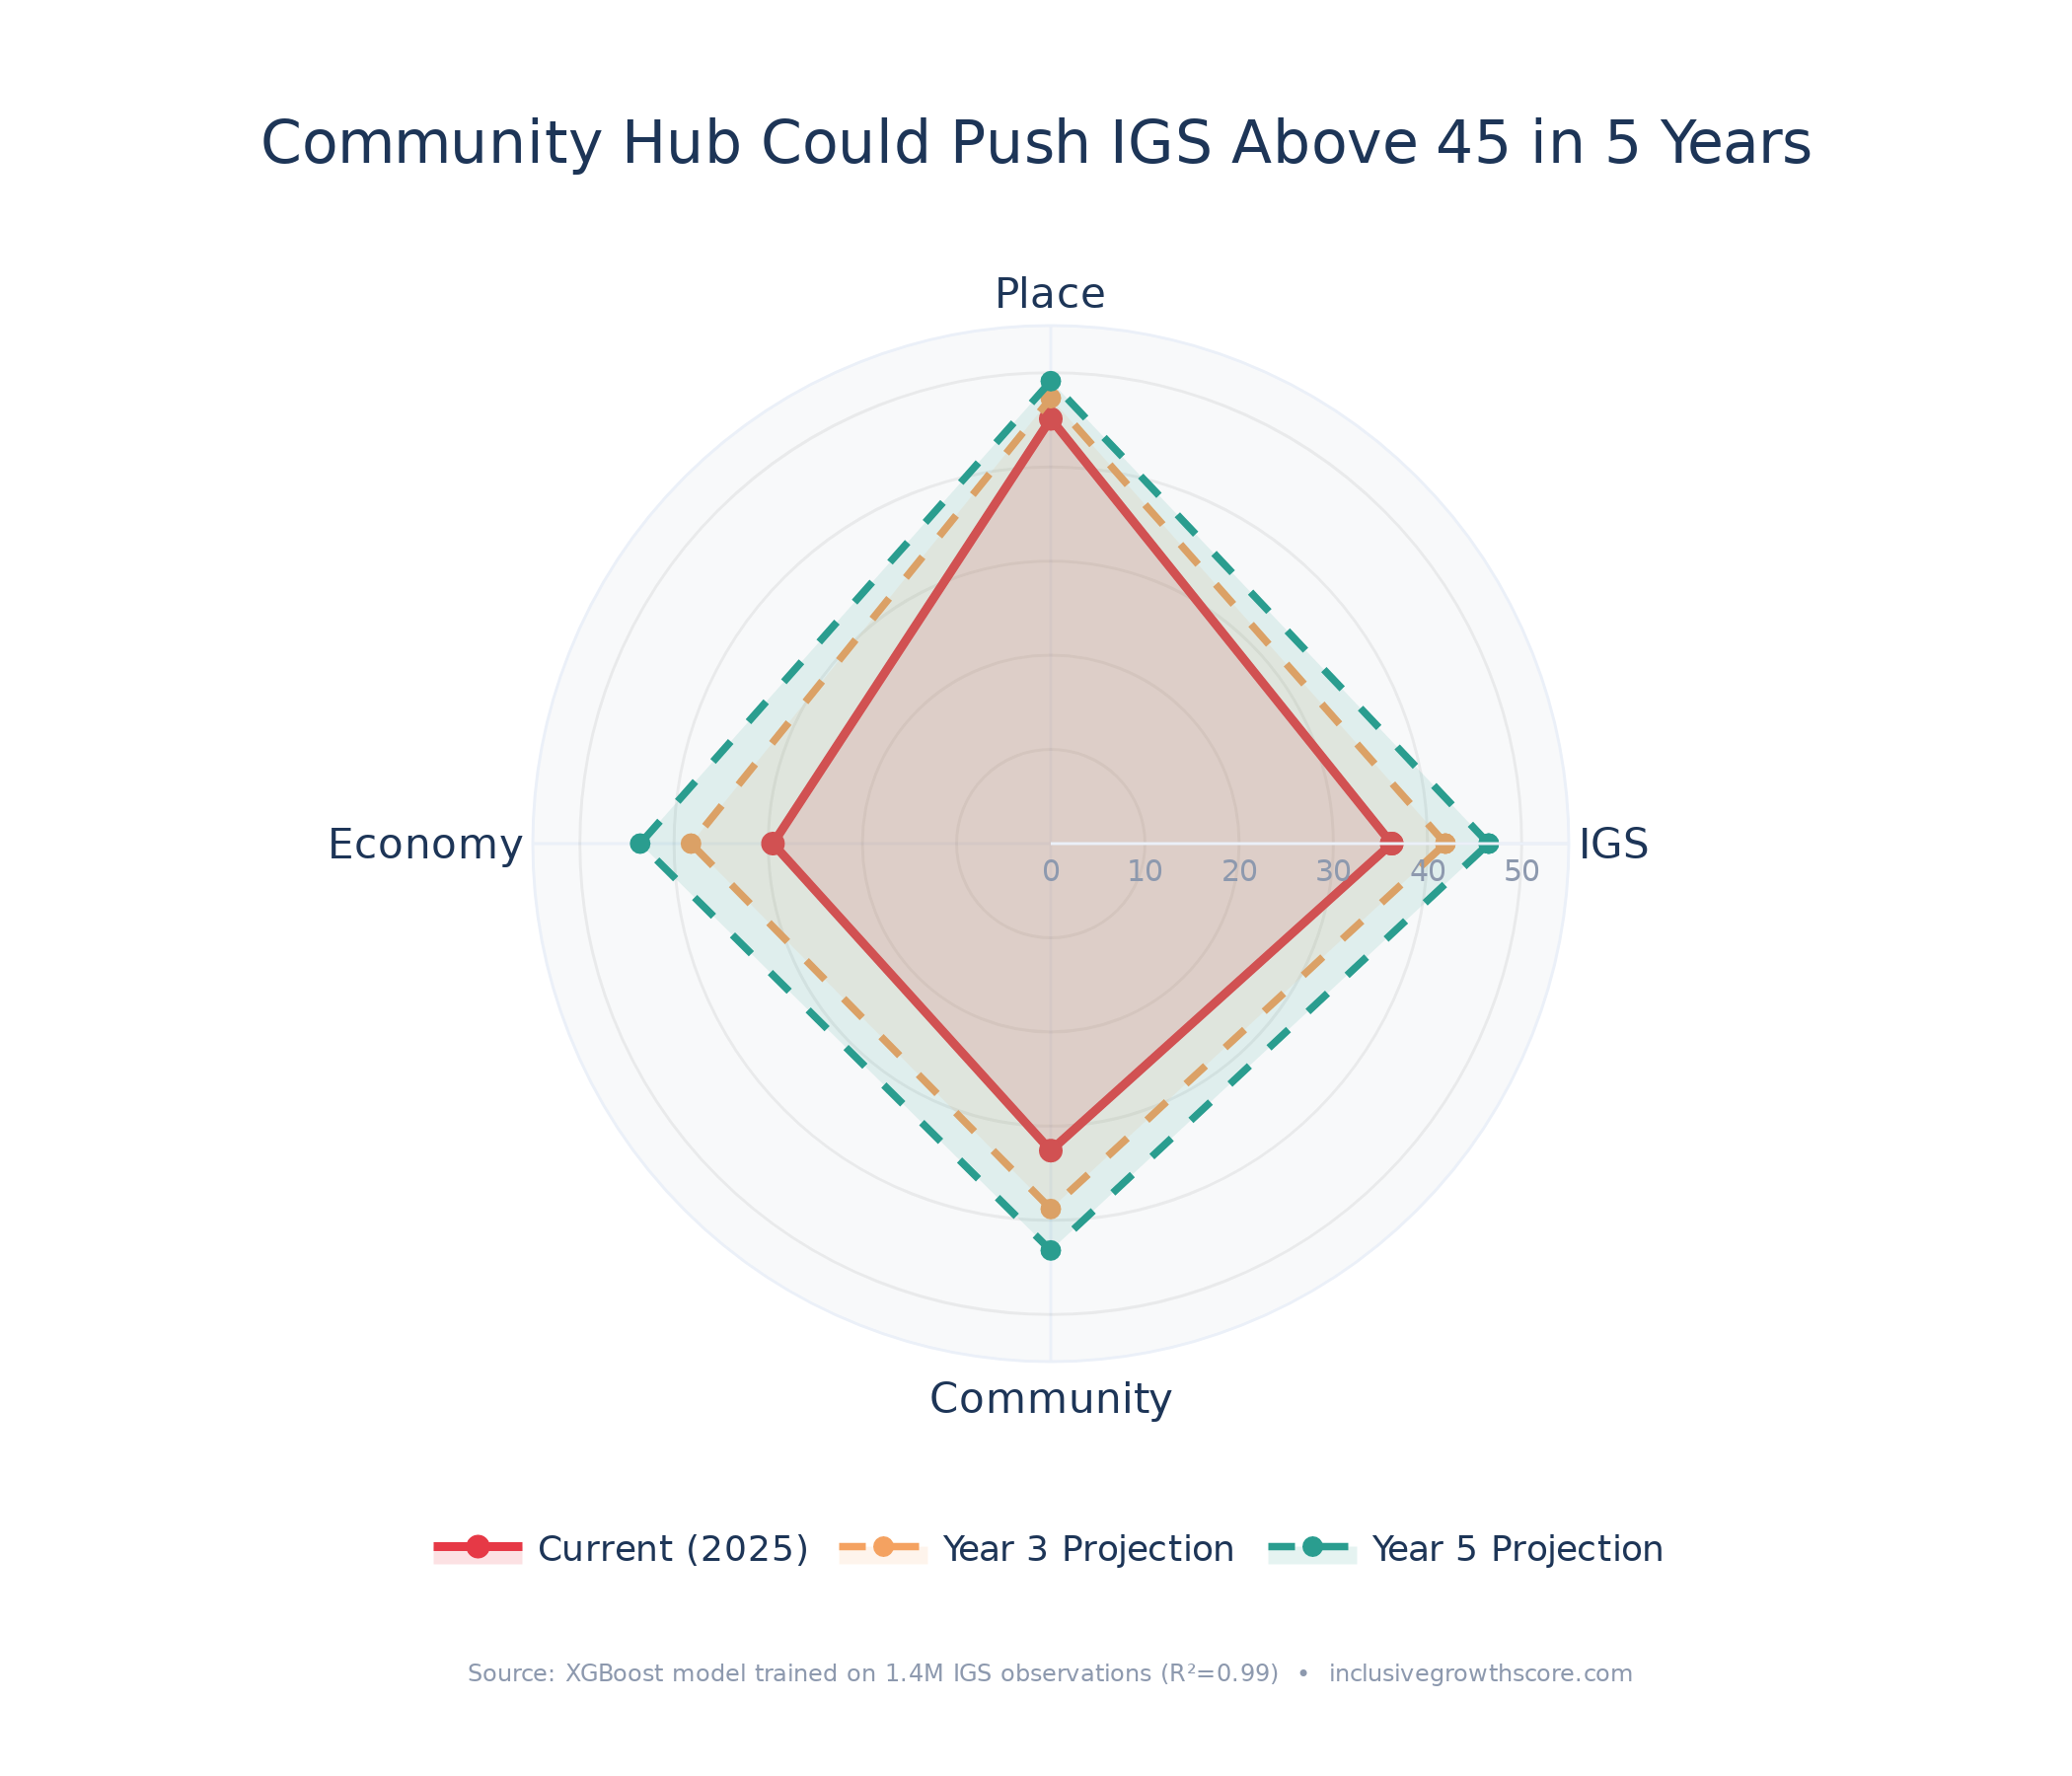 Community Hub Could Push IGS Above 45 in 5 Years
Place
Economy
IGS
0 10 20 30 40 50
Community
Current (2025) Year 3 Projection Year 5 Projection
Source: XGBoost model trained on 1.4M IGS observations (R²=0.99) • inclusivegrowthscore.com